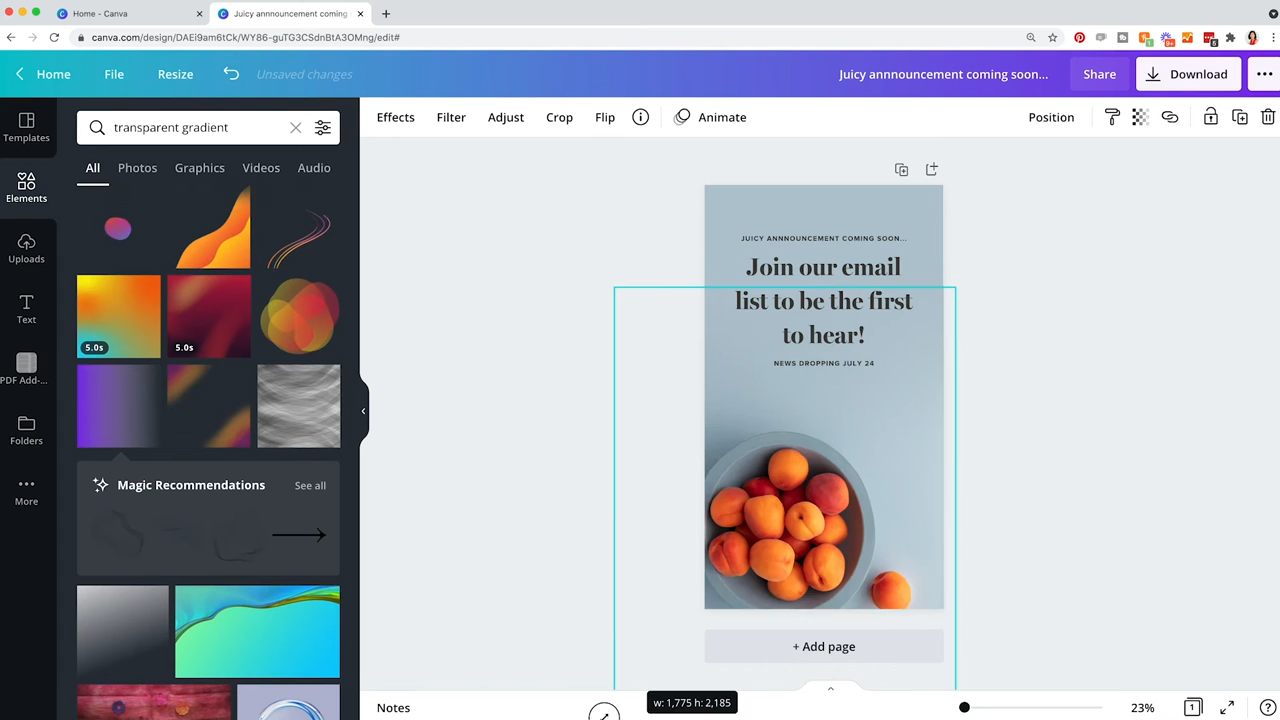 Home - Canva
Juicy annnouncement coming
canva.com/design/DAEi9am6tCk/WY86-guTG3CSdnBtA3OMng/edit#
Home
File
Resize
Unsaved changes
Juicy annnouncement coming soon...
Share
Download
Templates
Elements
Uploads
Text
PDF Add-...
Folders
More
transparent gradient
All
Photos
Graphics
Videos
Audio
5.0s
5.0s
Magic Recommendations
See all
Effects
Filter
Adjust
Crop
Flip
Animate
Position
JUICY ANNNOUNCEMENT COMING SOON...
Join our email
list to be the first
to hear!
NEWS DROPPING JULY 24
+ Add page
w: 1,775 h: 2,185
Notes
23%
1